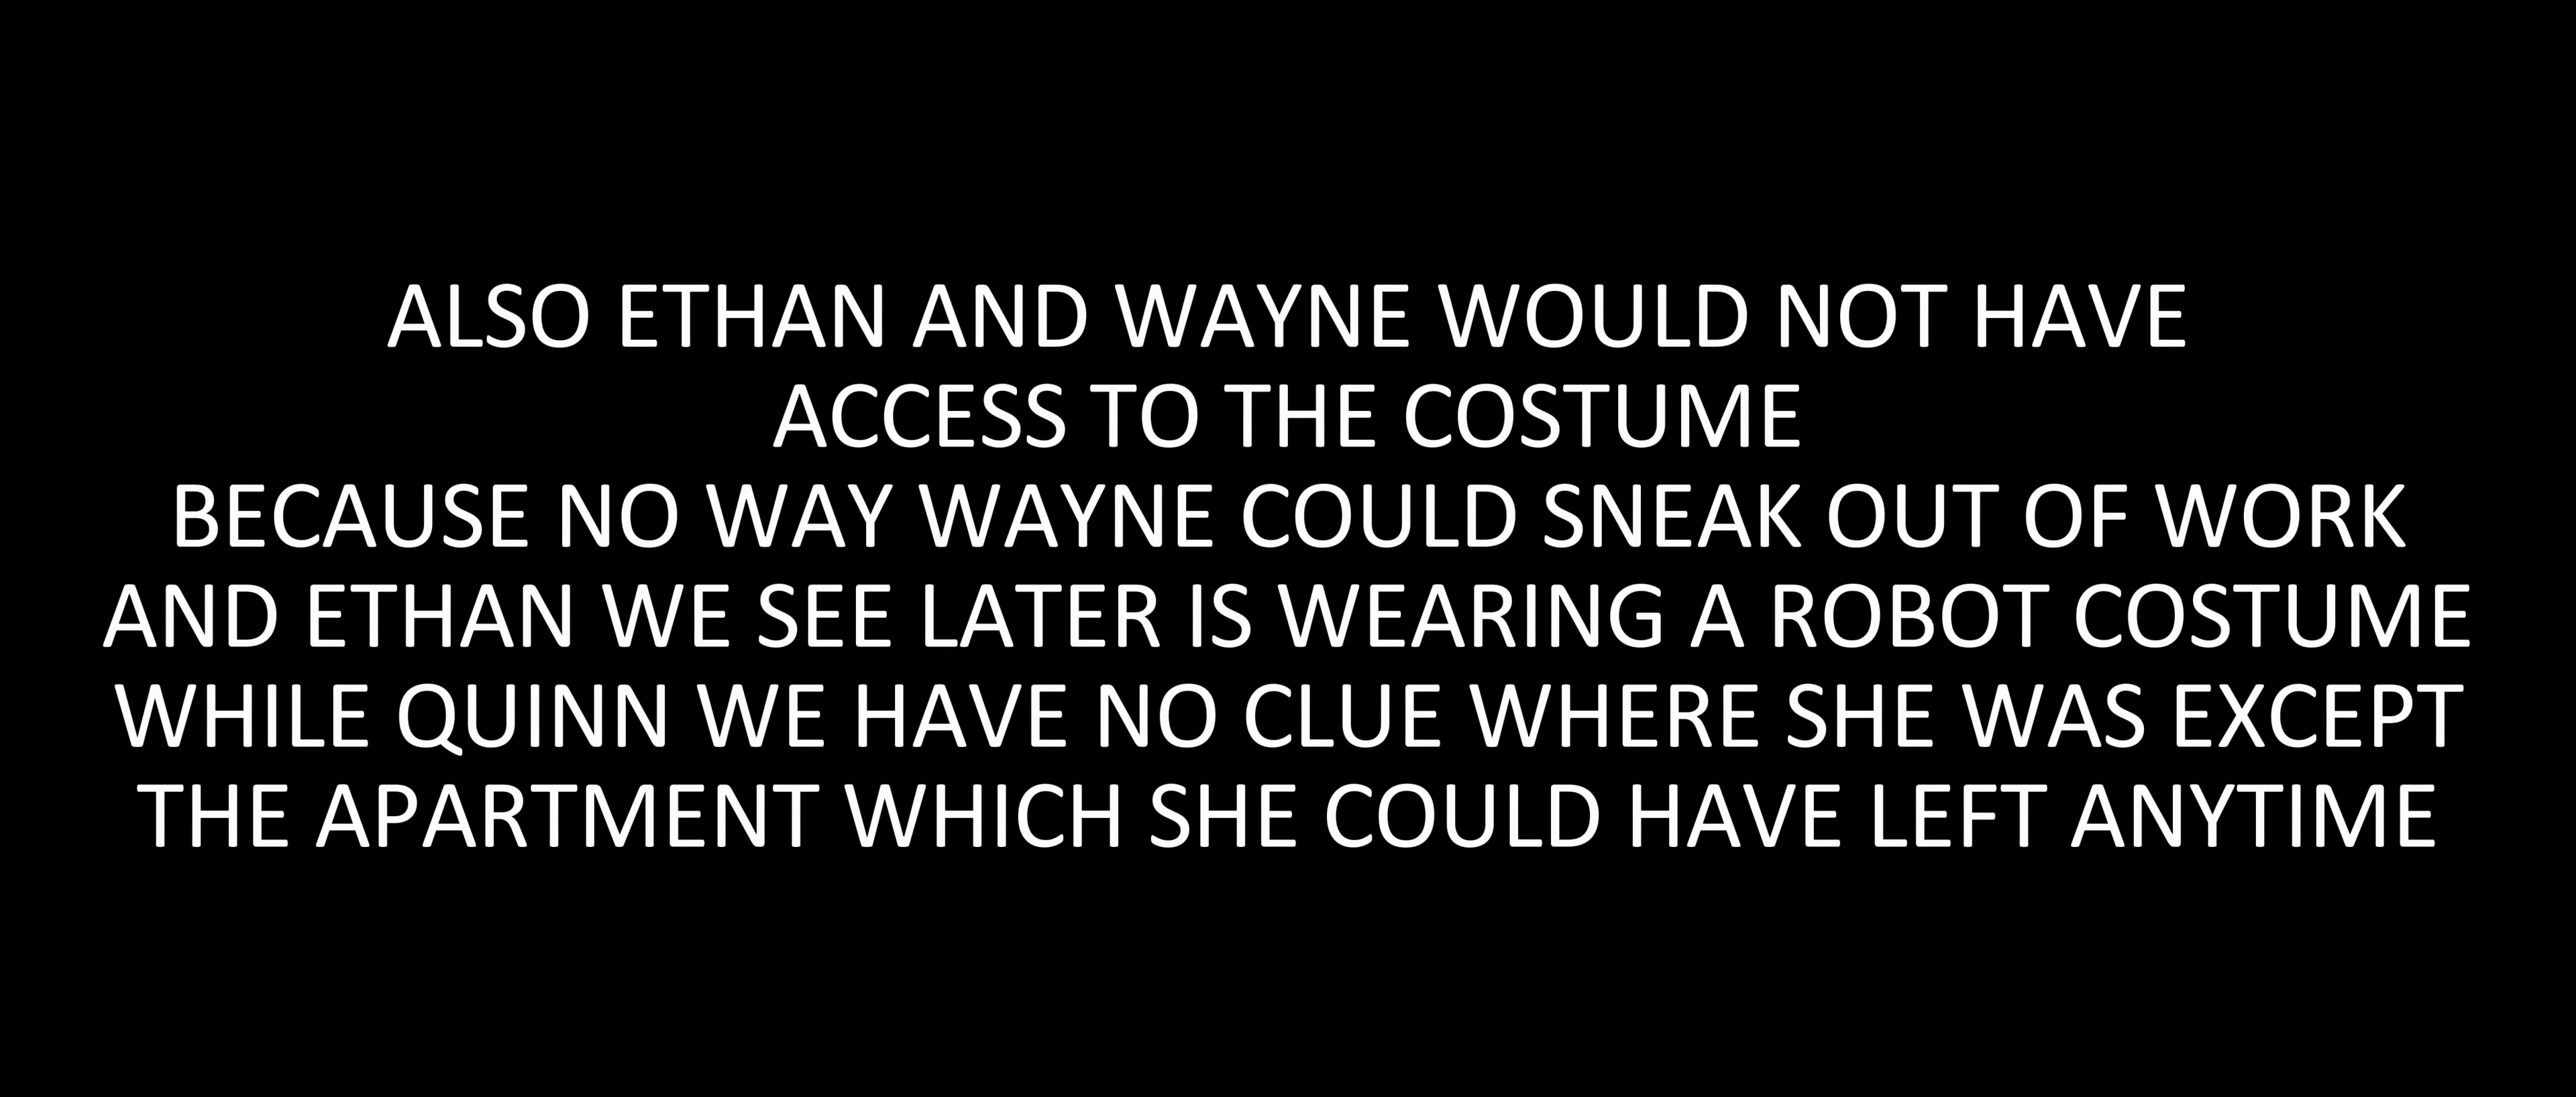 ALSO ETHAN AND WAYNE WOULD NOT HAVE
ACCESS TO THE COSTUME
BECAUSE NO WAY WAYNE COULD SNEAK OUT OF WORK
AND ETHAN WE SEE LATER IS WEARING A ROBOT COSTUME
WHILE QUINN WE HAVE NO CLUE WHERE SHE WAS EXCEPT
THE APARTMENT WHICH SHE COULD HAVE LEFT ANYTIME